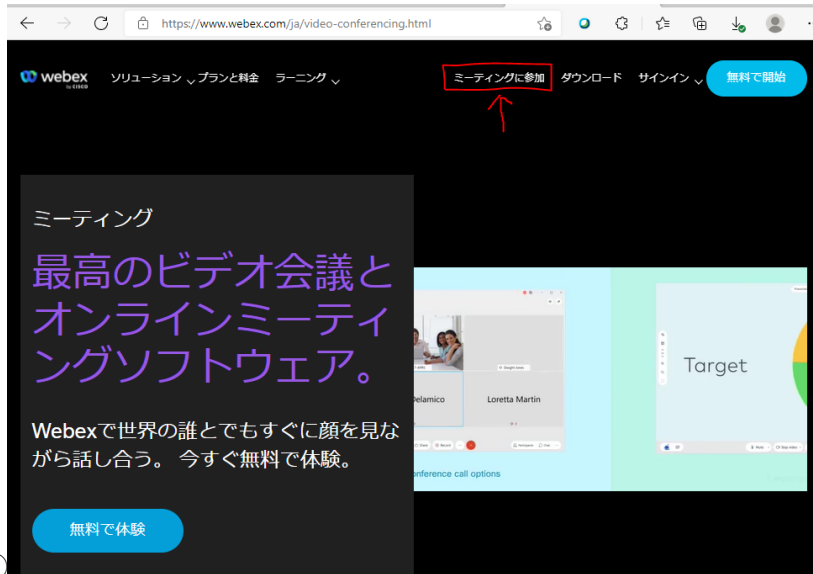 https://www.webex.com/ja/video-conferencing.html
webex ソリューション プランと料金 ラーニング ミーティングに参加 ダウンロード サインイン 無料で開始
by CISCO
ミーティング
最高のビデオ会議と
オンラインミーティ
ングソフトウェア。
Webexで世界の誰とでもすぐに顔を見な
がら話し合う。 今すぐ無料で体験。
無料で体験
Delamico
Loretta Martin
onference call options
Target